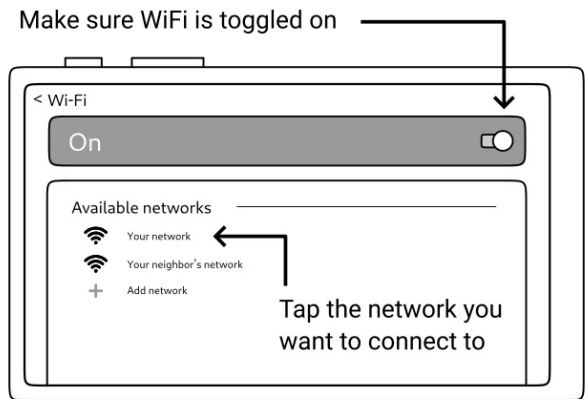 Make sure WiFi is toggled on
< Wi-Fi
On
Available networks
Your network
Your neighbor's network
+ Add network
Tap the network you
want to connect to